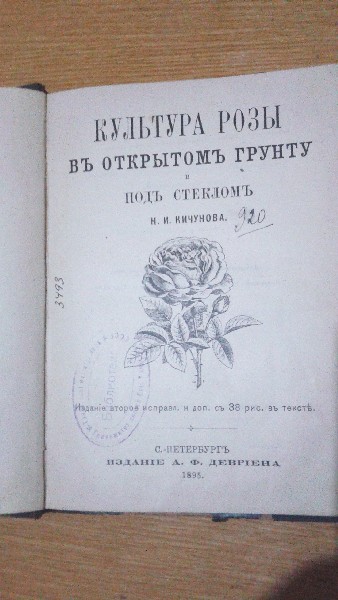 КУЛЬТУРА РОЗЫ
ВЪ ОТКРЫТОМЪ ГРУНТУ
И
ПОДЪ СТЕКЛОМЪ
Н. И. КИЧУНОВА.
920
3493
Изданіе второе исправл. и доп. съ 38 рис. въ текстѣ.
С.-ПЕТЕРБУРГЪ
ИЗДАНІЕ А. Ф. ДЕВРІЕНА
1895.